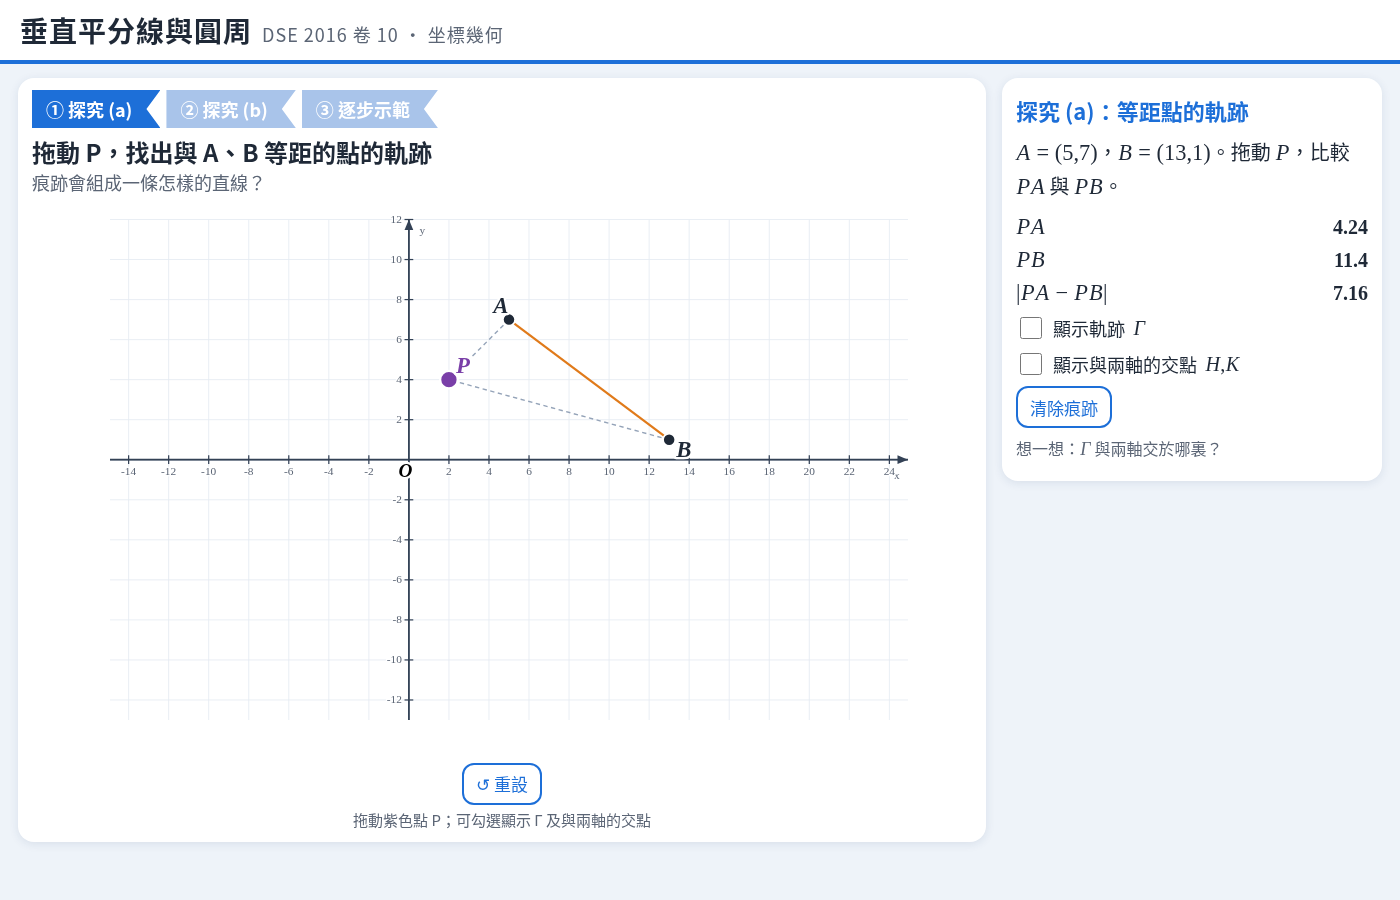 垂直平分線與圓周 DSE 2016 卷 10 · 坐標幾何
① 探究 (a) ② 探究 (b) ③ 逐步示範
拖動 P，找出與 A、B 等距的點的軌跡
痕跡會組成一條怎樣的直線？
12
y
10
8
A
6
P
4
2
B
-14 -12 -10 -8 -6 -4 -2 O 2 4 6 8 10 12 14 16 18 20 22 24 x
-2
-4
-6
-8
-10
-12
↺ 重設
拖動紫色點 P；可勾選顯示 Γ 及與兩軸的交點
探究 (a)：等距點的軌跡
A = (5,7)，B = (13,1)。拖動 P，比較
PA 與 PB。
PA 4.24
PB 11.4
|PA − PB| 7.16
顯示軌跡 Γ
顯示與兩軸的交點 H,K
清除痕跡
想一想：Γ 與兩軸交於哪裏？